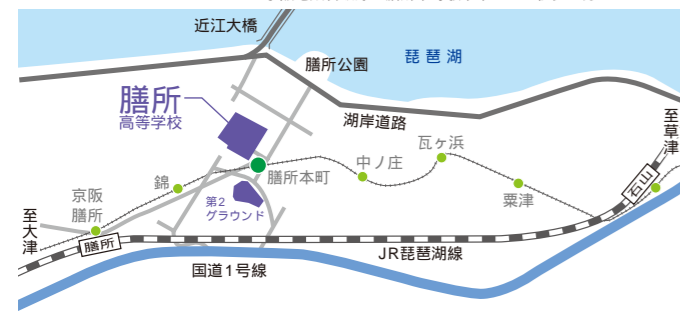 近江大橋
琵琶湖
膳所公園
膳所
高等学校
湖岸道路
至草津
瓦ヶ浜
中ノ庄
膳所本町
錦
粟津
石山
京阪
膳所
第2
グラウンド
至大津
膳所
JR琵琶湖線
国道1号線